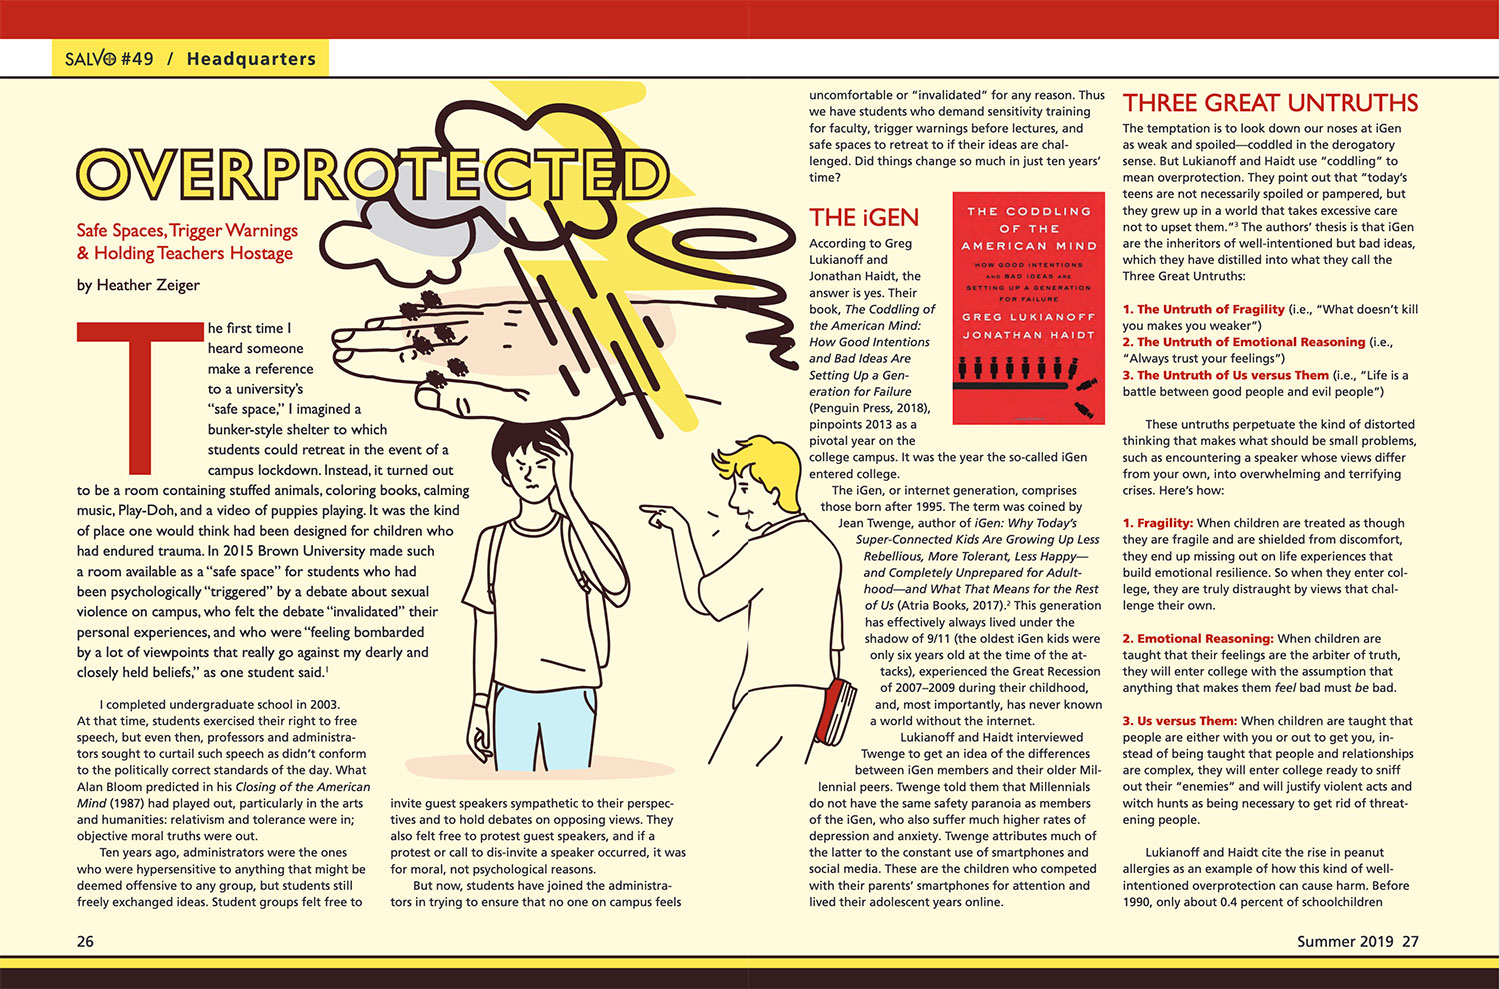 SALVO #49 / Headquarters
OVERPROTECTED
Safe Spaces, Trigger Warnings
& Holding Teachers Hostage
by Heather Zeiger
The first time I
heard someone
make a reference
to a university's
“safe space,” I imagined a
bunker-style shelter to which
students could retreat in the event of a
campus lockdown. Instead, it turned out
to be a room containing stuffed animals, coloring books, calming
music, Play-Doh, and a video of puppies playing. It was the kind
of place one would think had been designed for children who
had endured trauma. In 2015 Brown University made such
a room available as a “safe space” for students who had
been psychologically “triggered” by a debate about sexual
violence on campus, who felt the debate “invalidated” their
personal experiences, and who were “feeling bombarded
by a lot of viewpoints that really go against my dearly and
closely held beliefs,” as one student said.¹
I completed undergraduate school in 2003.
At that time, students exercised their right to free
speech, but even then, professors and administra-
tors sought to curtail such speech as didn't conform
to the politically correct standards of the day. What
Alan Bloom predicted in his Closing of the American
Mind (1987) had played out, particularly in the arts
and humanities: relativism and tolerance were in;
objective moral truths were out.
Ten years ago, administrators were the ones
who were hypersensitive to anything that might be
deemed offensive to any group, but students still
freely exchanged ideas. Student groups felt free to
invite guest speakers sympathetic to their perspec-
tives and to hold debates on opposing views. They
also felt free to protest guest speakers, and if a
protest or call to dis-invite a speaker occurred, it was
for moral, not psychological reasons.
But now, students have joined the administra-
tors in trying to ensure that no one on campus feels
26
uncomfortable or “invalidated” for any reason. Thus
we have students who demand sensitivity training
for faculty, trigger warnings before lectures, and
safe spaces to retreat to if their ideas are chal-
lenged. Did things change so much in just ten years'
time?
THE iGEN
According to Greg
Lukianoff and
Jonathan Haidt, the
answer is yes. Their
book, The Coddling of
the American Mind:
How Good Intentions
and Bad Ideas Are
Setting Up a Gen-
eration for Failure
(Penguin Press, 2018),
pinpoints 2013 as a
pivotal year on the
college campus. It was the year the so-called iGen
entered college.
THE CODDLING
OF THE
AMERICAN MIND
HOW GOOD INTENTIONS
AND BAD IDEAS ARE
SETTING UP A GENERATION
FOR FAILURE
GREG LUKIANOFF
JONATHAN HAIDT
The iGen, or internet generation, comprises
those born after 1995. The term was coined by
Jean Twenge, author of iGen: Why Today's
Super-Connected Kids Are Growing Up Less
Rebellious, More Tolerant, Less Happy—
and Completely Unprepared for Adult-
hood—and What That Means for the Rest
of Us (Atria Books, 2017).² This generation
has effectively always lived under the
shadow of 9/11 (the oldest iGen kids were
only six years old at the time of the at-
tacks), experienced the Great Recession
of 2007–2009 during their childhood,
and, most importantly, has never known
a world without the internet.
Lukianoff and Haidt interviewed
Twenge to get an idea of the differences
between iGen members and their older Mil-
lennial peers. Twenge told them that Millennials
do not have the same safety paranoia as members
of the iGen, who also suffer much higher rates of
depression and anxiety. Twenge attributes much of
the latter to the constant use of smartphones and
social media. These are the children who competed
with their parents' smartphones for attention and
lived their adolescent years online.
THREE GREAT UNTRUTHS
The temptation is to look down our noses at iGen
as weak and spoiled—coddled in the derogatory
sense. But Lukianoff and Haidt use “coddling” to
mean overprotection. They point out that “today's
teens are not necessarily spoiled or pampered, but
they grew up in a world that takes excessive care
not to upset them.”³ The authors' thesis is that iGen
are the inheritors of well-intentioned but bad ideas,
which they have distilled into what they call the
Three Great Untruths:
1. The Untruth of Fragility (i.e., “What doesn't kill
you makes you weaker”)
2. The Untruth of Emotional Reasoning (i.e.,
“Always trust your feelings”)
3. The Untruth of Us versus Them (i.e., “Life is a
battle between good people and evil people”)
These untruths perpetuate the kind of distorted
thinking that makes what should be small problems,
such as encountering a speaker whose views differ
from your own, into overwhelming and terrifying
crises. Here's how:
1. Fragility: When children are treated as though
they are fragile and are shielded from discomfort,
they end up missing out on life experiences that
build emotional resilience. So when they enter col-
lege, they are truly distraught by views that chal-
lenge their own.
2. Emotional Reasoning: When children are
taught that their feelings are the arbiter of truth,
they will enter college with the assumption that
anything that makes them feel bad must be bad.
3. Us versus Them: When children are taught that
people are either with you or out to get you, in-
stead of being taught that people and relationships
are complex, they will enter college ready to sniff
out their “enemies” and will justify violent acts and
witch hunts as being necessary to get rid of threat-
ening people.
Lukianoff and Haidt cite the rise in peanut
allergies as an example of how this kind of well-
intentioned overprotection can cause harm. Before
1990, only about 0.4 percent of schoolchildren
Summer 2019 27